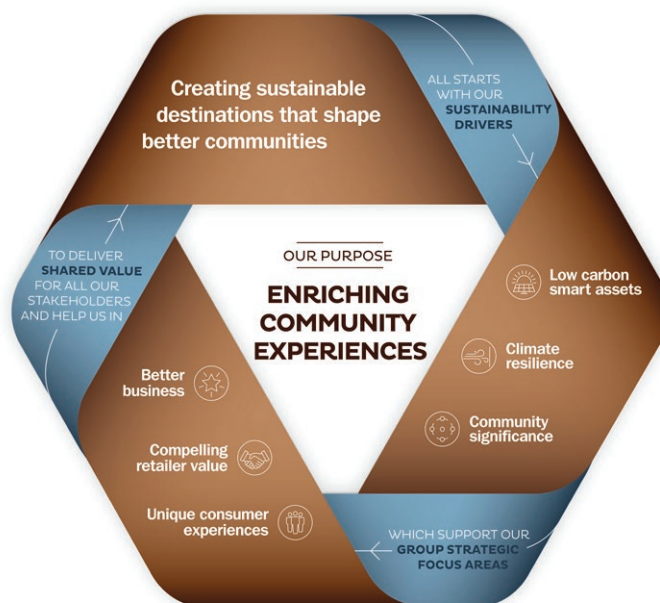 Creating sustainable
destinations that shape
better communities
ALL STARTS
WITH OUR
SUSTAINABILITY
DRIVERS
Low carbon
smart assets
Climate
resilience
Community
significance
WHICH SUPPORT OUR
GROUP STRATEGIC
FOCUS AREAS
Better
business
Compelling
retailer value
Unique consumer
experiences
TO DELIVER
SHARED VALUE
FOR ALL OUR
STAKEHOLDERS
AND HELP US IN
OUR PURPOSE
ENRICHING
COMMUNITY
EXPERIENCES